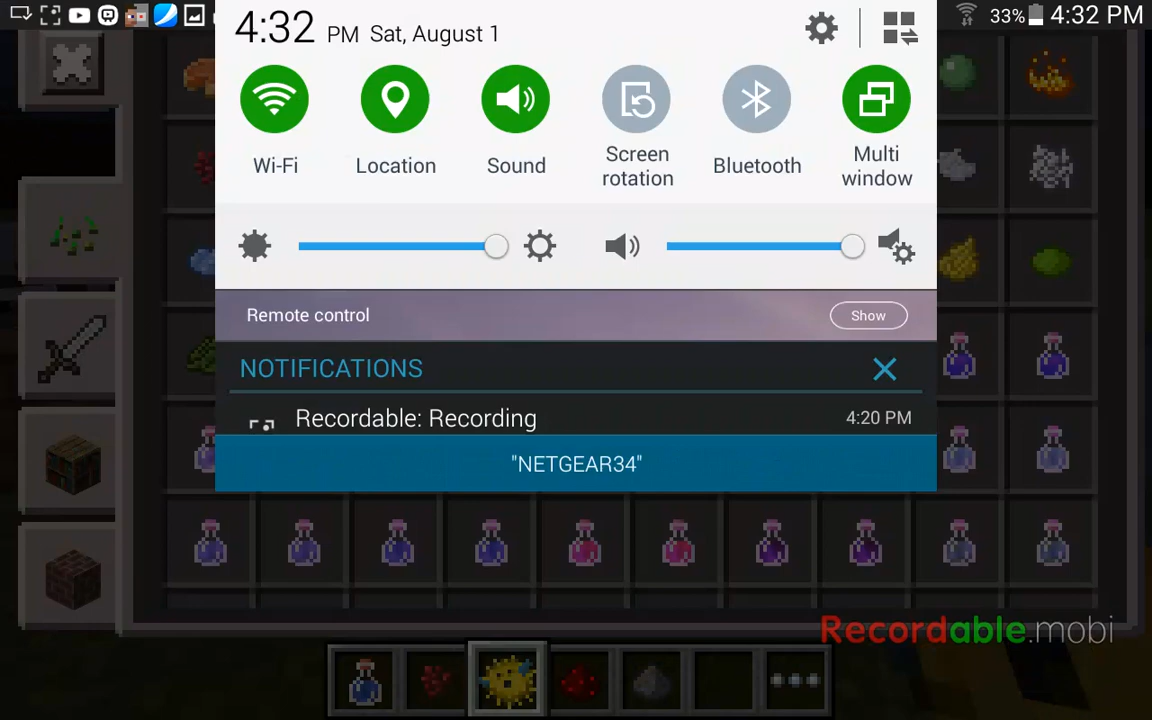 4:32 PM Sat, August 1
33% 4:32 PM
Wi-Fi
Location
Sound
Screen
rotation
Bluetooth
Multi
window
Remote control
Show
NOTIFICATIONS
Recordable: Recording
4:20 PM
"NETGEAR34"
Recordable.mobi